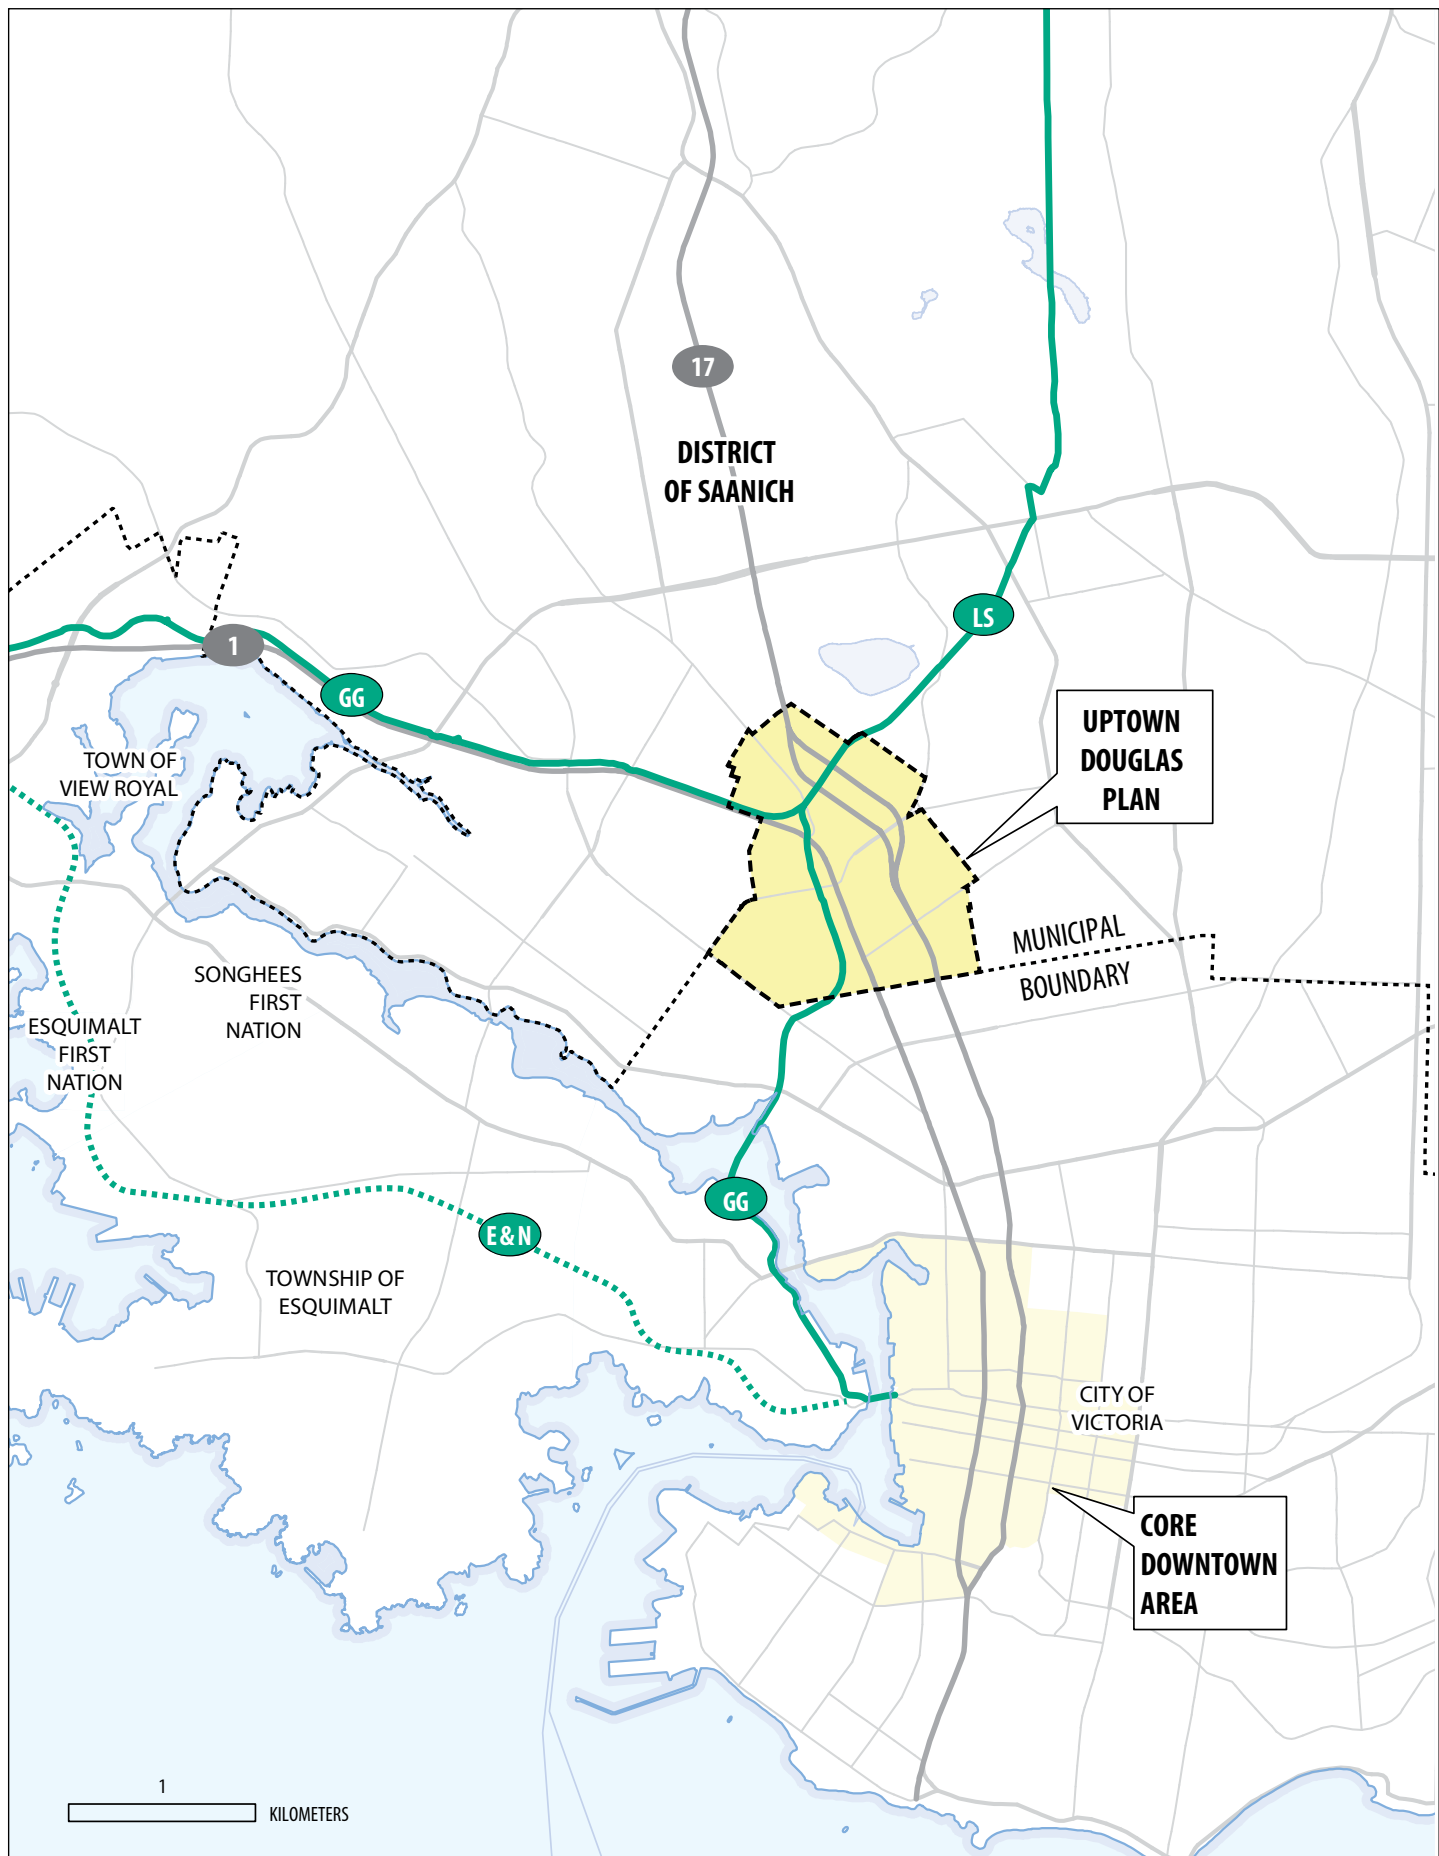 17
DISTRICT
OF SAANICH
LS
1
GG
UPTOWN
DOUGLAS
PLAN
TOWN OF
VIEW ROYAL
MUNICIPAL
BOUNDARY
SONGHEES
FIRST
NATION
ESQUIMALT
FIRST
NATION
GG
E & N
TOWNSHIP OF
ESQUIMALT
CITY OF
VICTORIA
CORE
DOWNTOWN
AREA
1
KILOMETERS